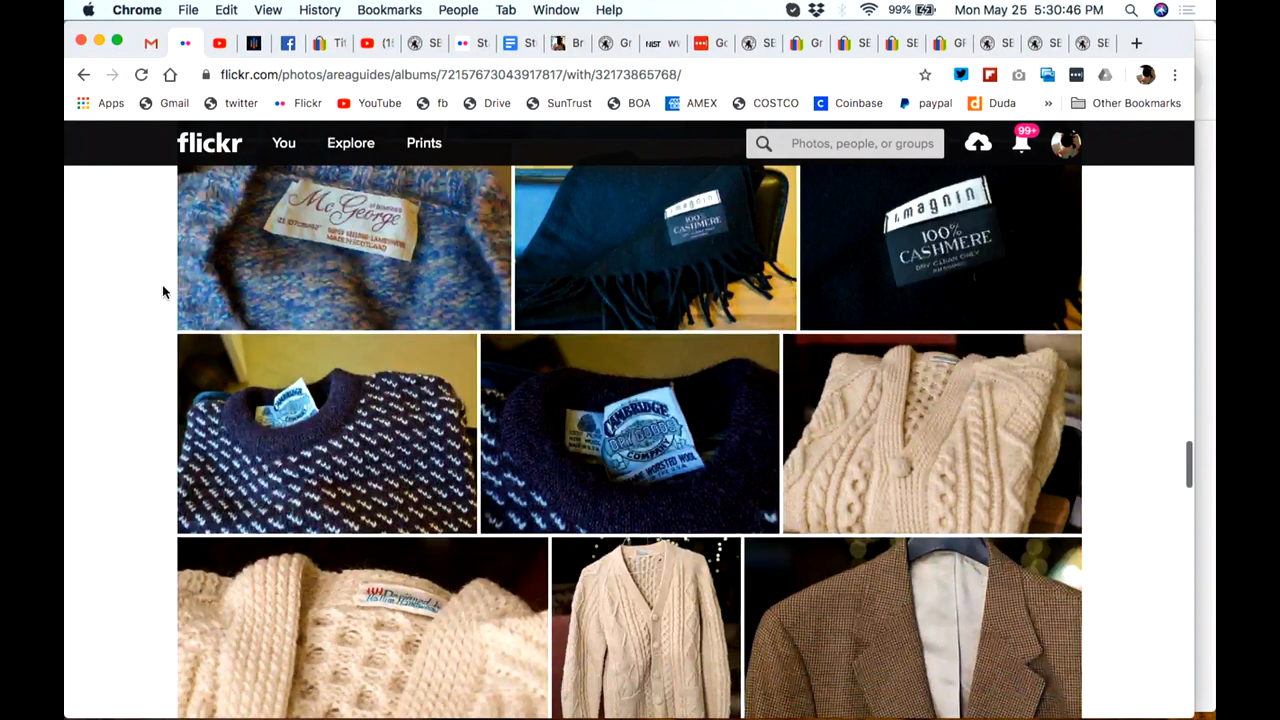 Chrome File Edit View History Bookmarks People Tab Window Help 99% Mon May 25 5:30:46 PM
flickr.com/photos/areaguides/albums/72157673043917817/with/32173865768/
Apps Gmail twitter Flickr YouTube fb Drive SunTrust BOA AMEX COSTCO Coinbase paypal Duda » Other Bookmarks
flickr You Explore Prints Photos, people, or groups 99+
McGeorge
MADE IN SCOTLAND
i.magnin
100%
CASHMERE
i.magnin
100%
CASHMERE
DRY CLEAN ONLY
CAMBRIDGE
DRY GOODS
COMPANY
WORSTED WOOL